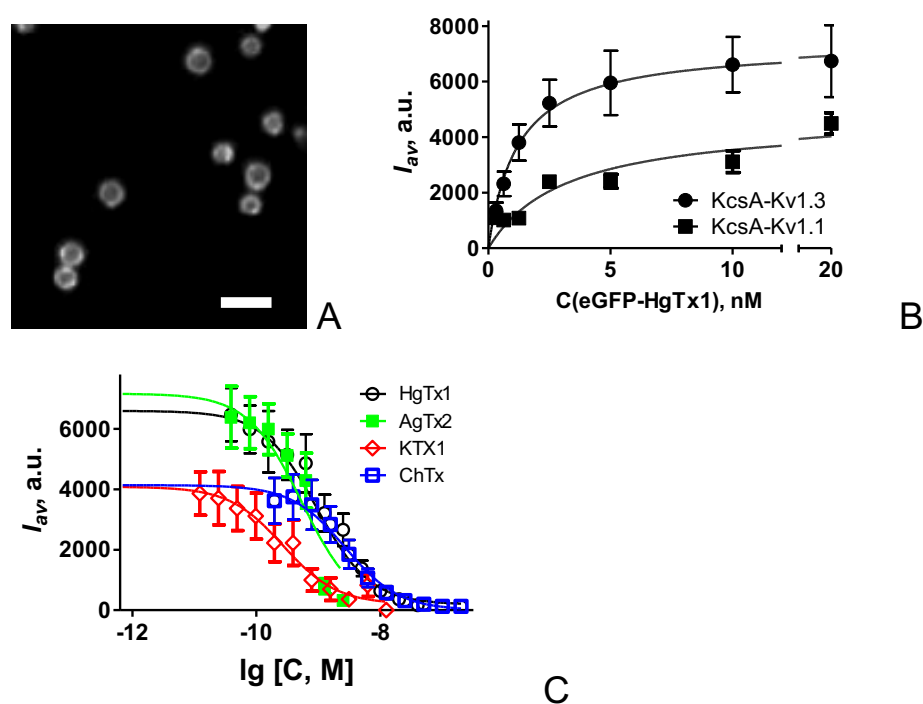 A
8000
6000
4000
2000
0
I_av, a.u.
KcsA-Kv1.3
KcsA-Kv1.1
0 5 10 20
C(eGFP-HgTx1), nM
B
6000
4000
2000
0
I_av, a.u.
HgTx1
AgTx2
KTX1
ChTx
-12 -10 -8
lg [C, M]
C